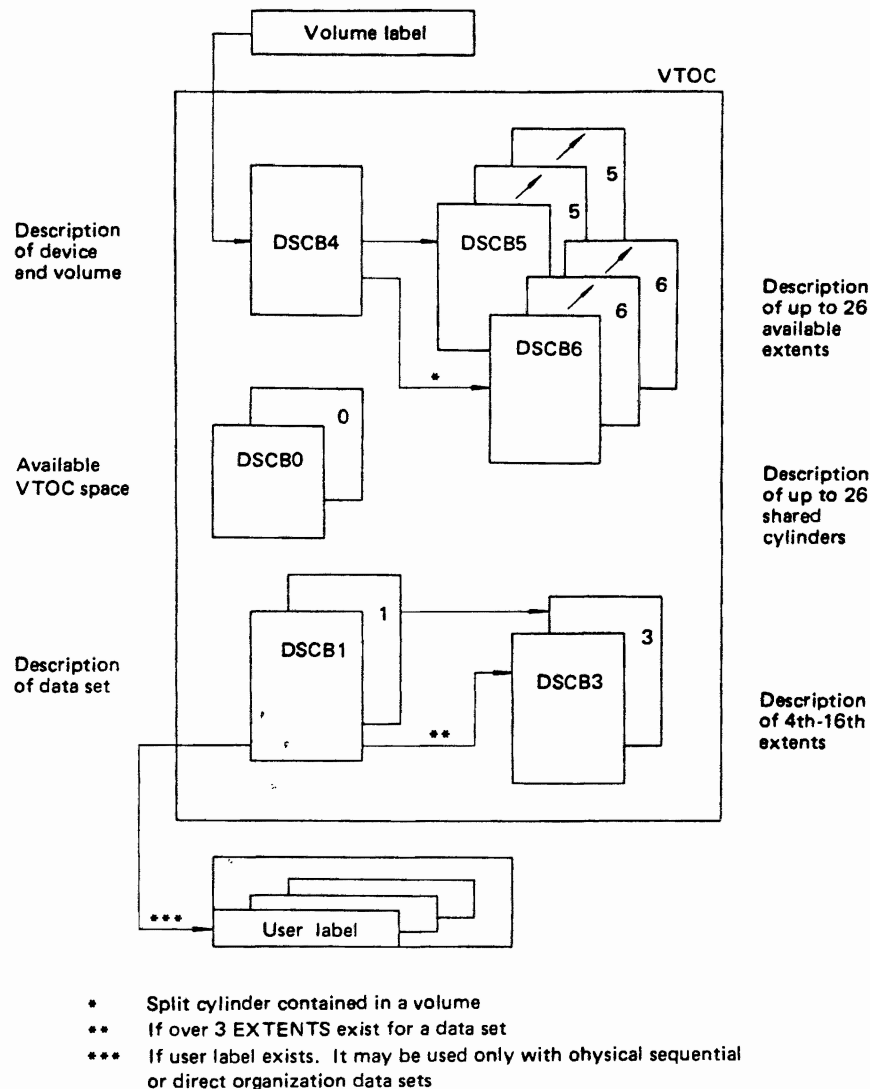 Volume label
VTOC
5
5
DSCB5
DSCB4
Description
of device
and volume
6
6
DSCB6
Description
of up to 26
available
extents
*
0
DSCB0
Available
VTOC space
Description
of up to 26
shared
cylinders
1
DSCB1
3
DSCB3
Description
of data set
**
Description
of 4th-16th
extents
***
User label
* Split cylinder contained in a volume
** If over 3 EXTENTS exist for a data set
*** If user label exists. It may be used only with ohysical sequential
or direct organization data sets